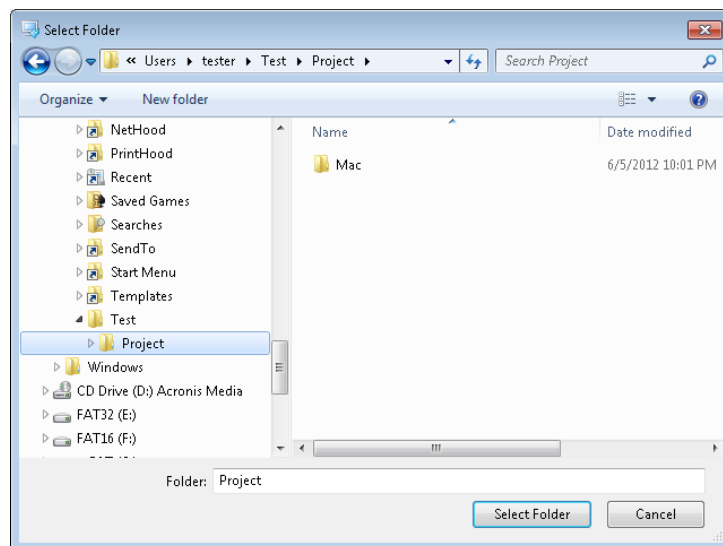 Select Folder
« Users ▸ tester ▸ Test ▸ Project ▸
Search Project
Organize ▾ New folder
NetHood
PrintHood
Recent
Saved Games
Searches
SendTo
Start Menu
Templates
Test
Project
Windows
CD Drive (D:) Acronis Media
FAT32 (E:)
FAT16 (F:)
Name Date modified
Mac 6/5/2012 10:01 PM
Folder: Project
Select Folder Cancel